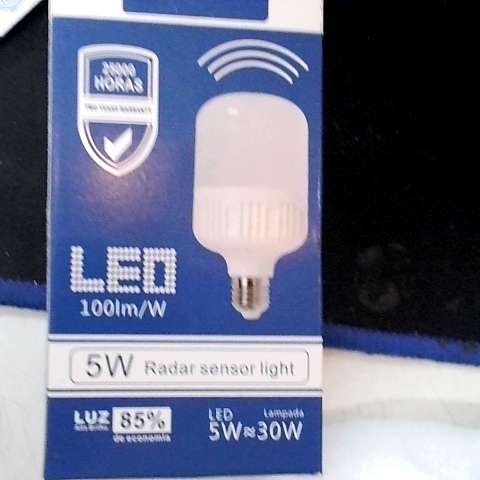 25000
HORAS
TWO YEARS WARRANTY
LED
100lm/W
5W Radar sensor light
LUZ 85%
de economia
LED Lampada
5W≈30W